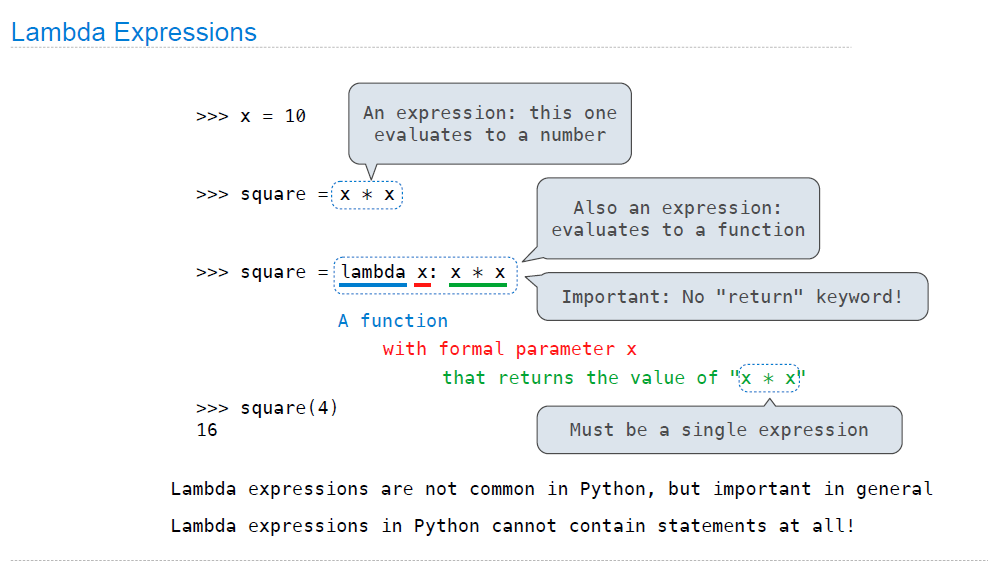 Lambda Expressions
>>> x = 10
An expression: this one
evaluates to a number
>>> square = x * x
Also an expression:
evaluates to a function
>>> square = lambda x: x * x
Important: No "return" keyword!
A function
with formal parameter x
that returns the value of "x * x"
>>> square(4)
16
Must be a single expression
Lambda expressions are not common in Python, but important in general
Lambda expressions in Python cannot contain statements at all!